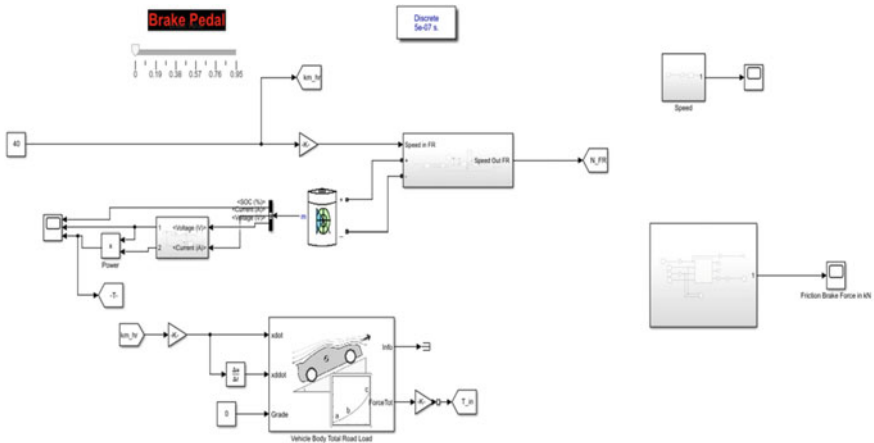 Brake Pedal
Discrete
5e-07 s.
0 0.19 0.38 0.57 0.76 0.95
km_hr
1
Speed
40
-K-
Speed in FR
+
-
Speed Out FR
N_FR
<SOC (%)>
<Current (A)>
<Voltage (V)>
m
+
-
1
2
<Voltage (V)>
<Current (A)>
x
Power
-T-
1
Friction Brake Force in kN
km_hr
-K-
xdot
xddot
Grade
0
Info
ForceTot
a
b
c
-K-
T_in
Vehicle Body Total Road Load